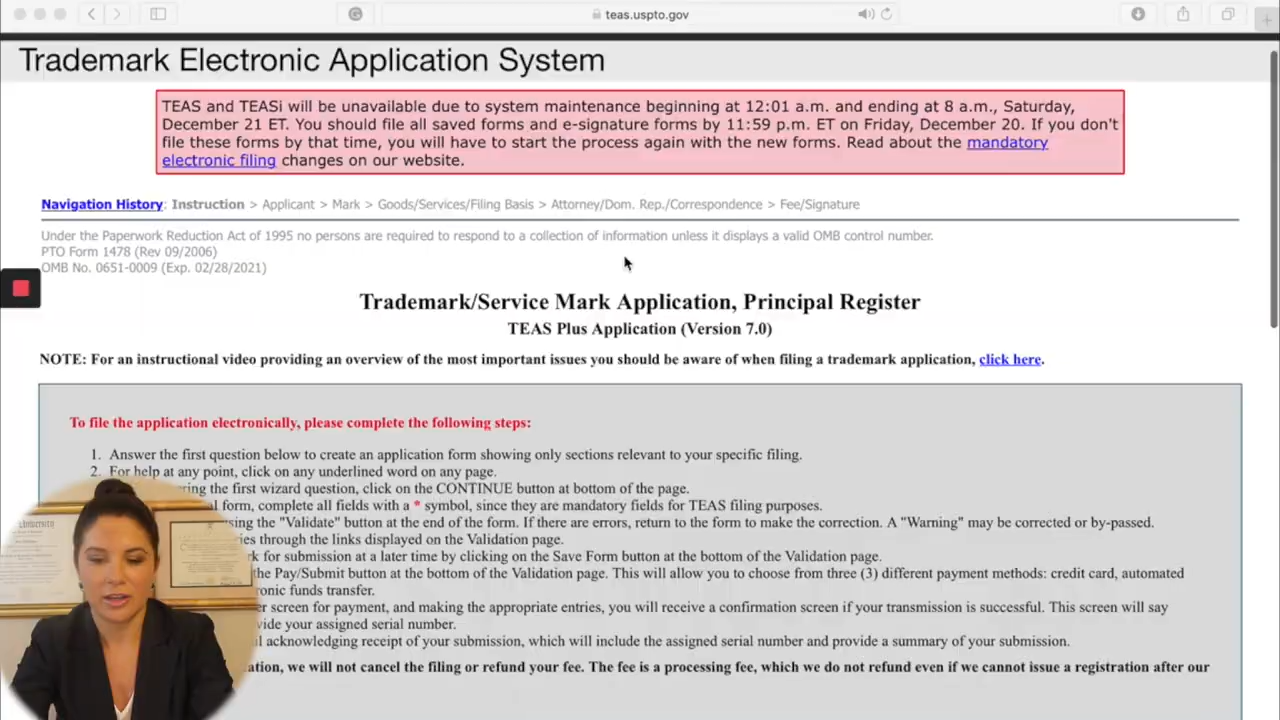 teas.uspto.gov
Trademark Electronic Application System
TEAS and TEASi will be unavailable due to system maintenance beginning at 12:01 a.m. and ending at 8 a.m., Saturday,
December 21 ET. You should file all saved forms and e-signature forms by 11:59 p.m. ET on Friday, December 20. If you don't
file these forms by that time, you will have to start the process again with the new forms. Read about the mandatory
electronic filing changes on our website.
Navigation History: Instruction > Applicant > Mark > Goods/Services/Filing Basis > Attorney/Dom. Rep./Correspondence > Fee/Signature
Under the Paperwork Reduction Act of 1995 no persons are required to respond to a collection of information unless it displays a valid OMB control number.
PTO Form 1478 (Rev 09/2006)
OMB No. 0651-0009 (Exp. 02/28/2021)
Trademark/Service Mark Application, Principal Register
TEAS Plus Application (Version 7.0)
NOTE: For an instructional video providing an overview of the most important issues you should be aware of when filing a trademark application, click here.
To file the application electronically, please complete the following steps:
1. Answer the first question below to create an application form showing only sections relevant to your specific filing.
2. For help at any point, click on any underlined word on any page.
the first wizard question, click on the CONTINUE button at bottom of the page.
form, complete all fields with a * symbol, since they are mandatory fields for TEAS filing purposes.
using the "Validate" button at the end of the form. If there are errors, return to the form to make the correction. A "Warning" may be corrected or by-passed.
through the links displayed on the Validation page.
for submission at a later time by clicking on the Save Form button at the bottom of the Validation page.
the Pay/Submit button at the bottom of the Validation page. This will allow you to choose from three (3) different payment methods: credit card, automated
funds transfer.
screen for payment, and making the appropriate entries, you will receive a confirmation screen if your transmission is successful. This screen will say
your assigned serial number.
acknowledging receipt of your submission, which will include the assigned serial number and provide a summary of your submission.
we will not cancel the filing or refund your fee. The fee is a processing fee, which we do not refund even if we cannot issue a registration after our